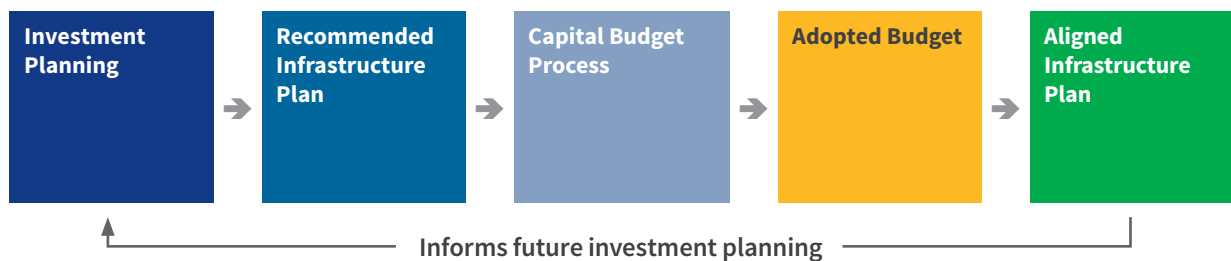 Investment
Planning
Recommended
Infrastructure
Plan
Capital Budget
Process
Adopted Budget
Aligned
Infrastructure
Plan
Informs future investment planning